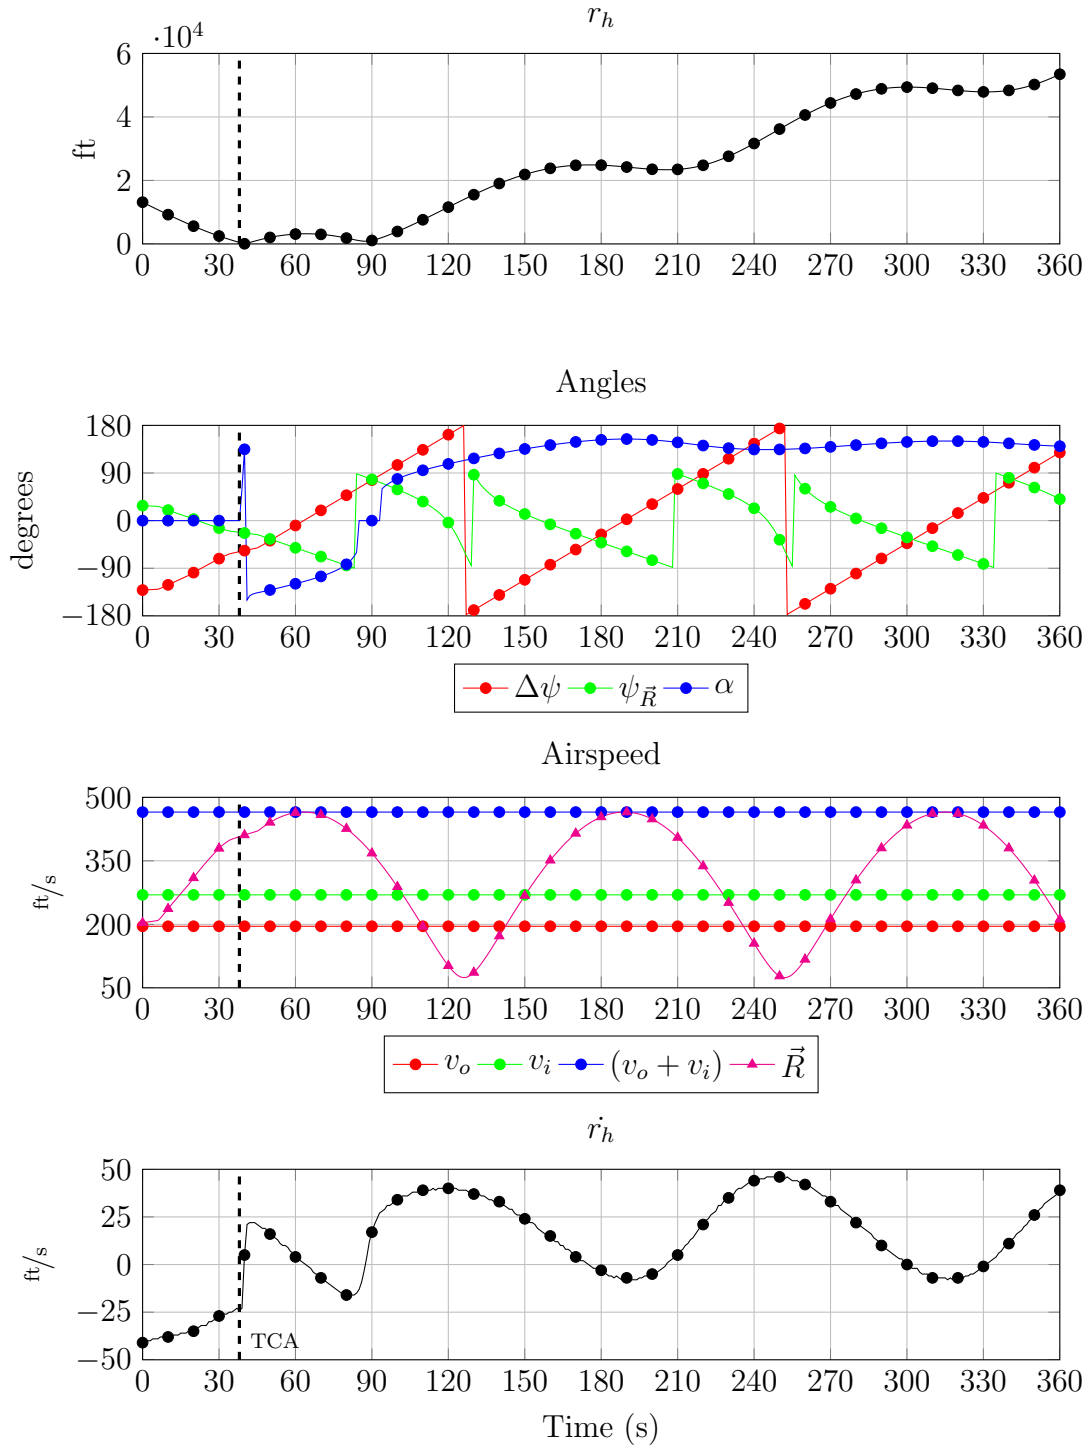 r_h
·10^4
6
4
2
0
ft
0 30 60 90 120 150 180 210 240 270 300 330 360
Angles
180
90
0
−90
−180
degrees
0 30 60 90 120 150 180 210 240 270 300 330 360
Δψ ψ_R⃗ α
Airspeed
500
350
200
50
ft/s
0 30 60 90 120 150 180 210 240 270 300 330 360
v_o v_i (v_o + v_i) R⃗
ṙ_h
50
25
0
−25
−50
ft/s
TCA
0 30 60 90 120 150 180 210 240 270 300 330 360
Time (s)